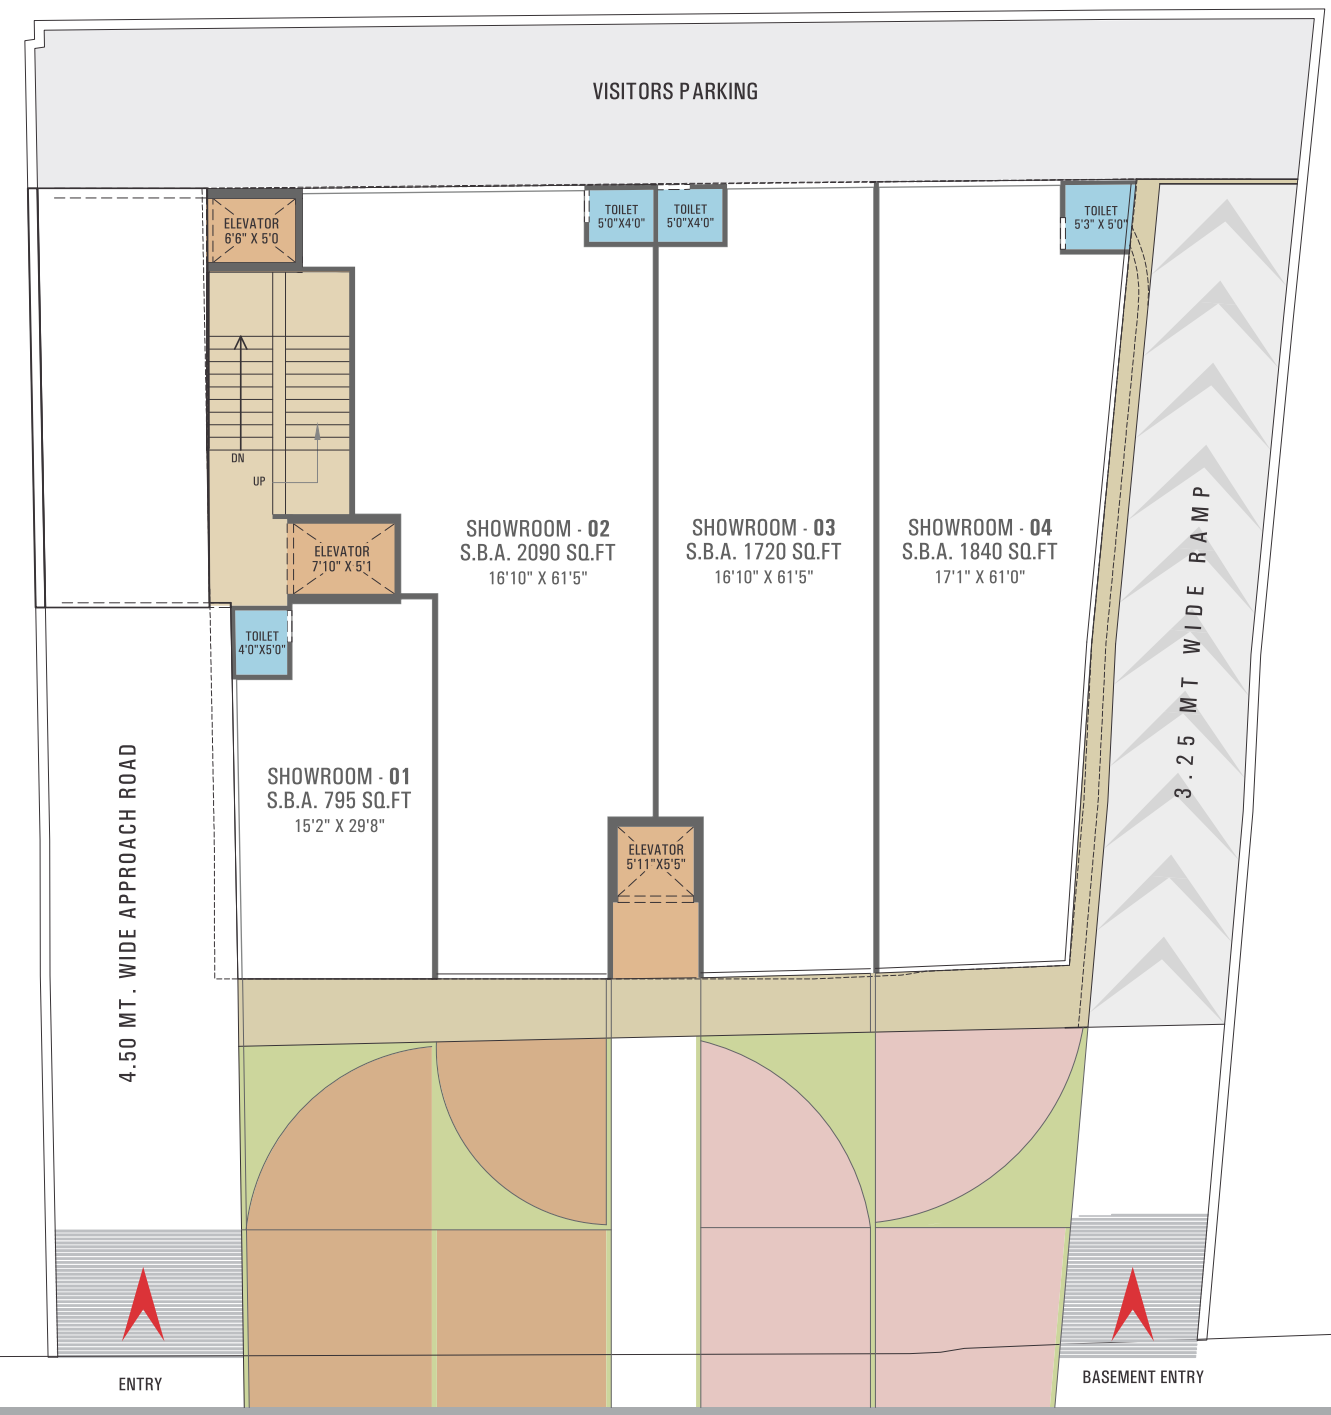 VISITORS PARKING
ELEVATOR
6'6" X 5'0
TOILET
5'0"X4'0"
TOILET
5'0"X4'0"
TOILET
5'3" X 5'0"
DN
UP
ELEVATOR
7'10" X 5'1
SHOWROOM - 02
S.B.A. 2090 SQ.FT
16'10" X 61'5"
SHOWROOM - 03
S.B.A. 1720 SQ.FT
16'10" X 61'5"
SHOWROOM - 04
S.B.A. 1840 SQ.FT
17'1" X 61'0"
3.25 MT WIDE RAMP
TOILET
4'0"X5'0"
SHOWROOM - 01
S.B.A. 795 SQ.FT
15'2" X 29'8"
4.50 MT. WIDE APPROACH ROAD
ELEVATOR
5'11"X5'5"
ENTRY
BASEMENT ENTRY